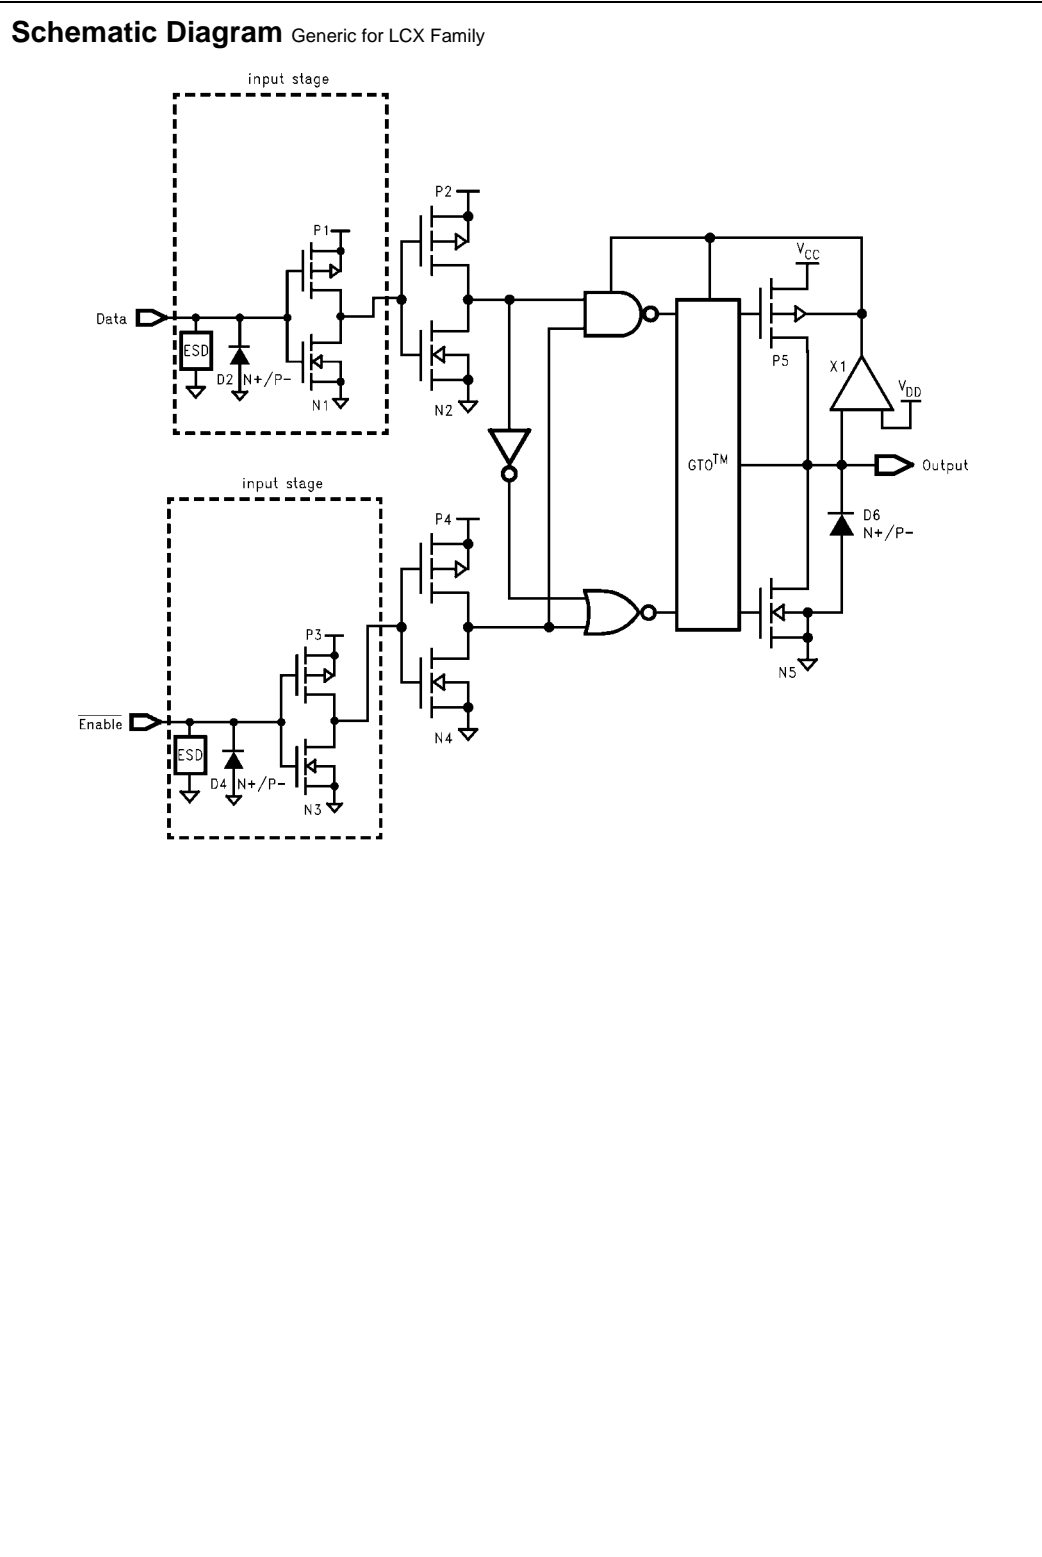 Schematic Diagram Generic for LCX Family
input stage
P2
P1
VCC
Data
ESD
D2 N+/P-
N1
N2
P5
X1
VDD
GTO™
Output
input stage
P4
D6
N+/P-
P3
N5
Enable
ESD
D4 N+/P-
N3
N4